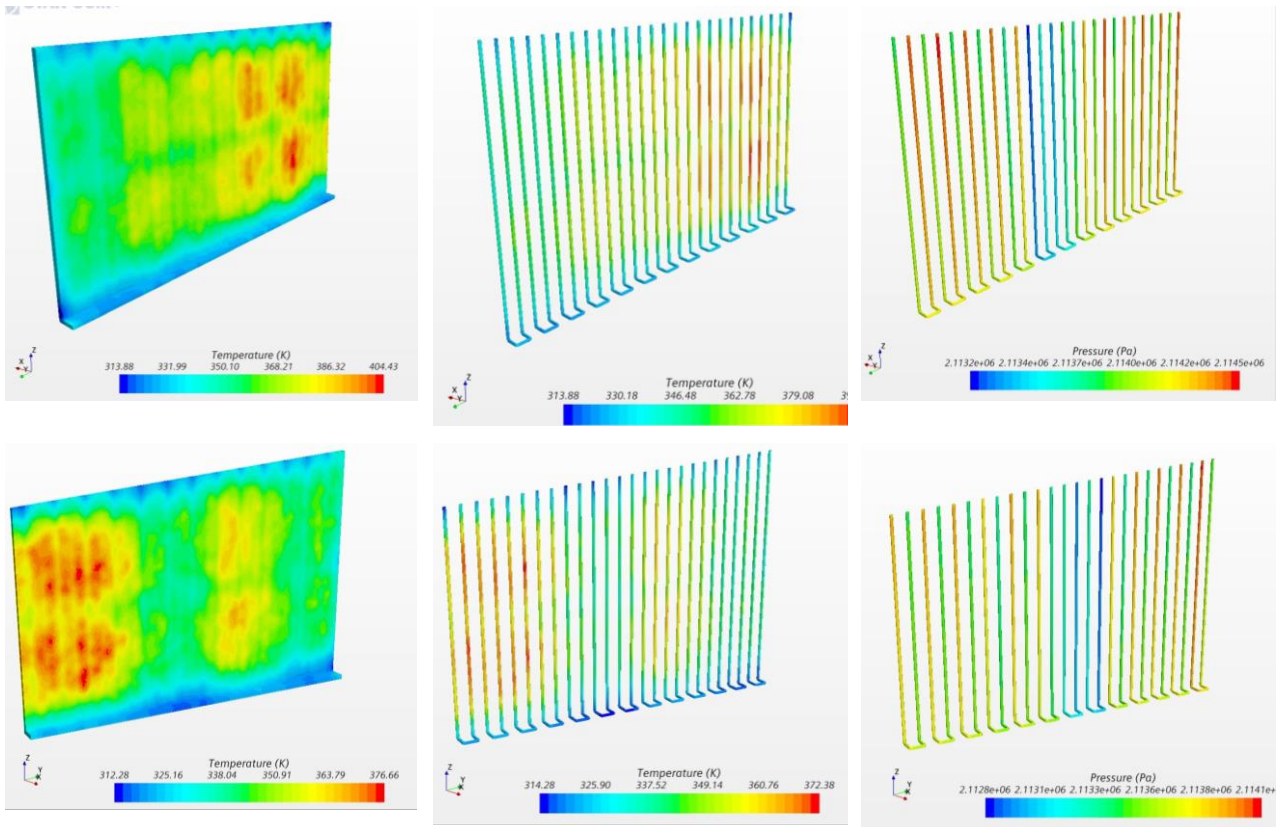 Temperature (K)
313.88 331.99 350.10 368.21 386.32 404.43
X Y Z
Temperature (K)
313.88 330.18 346.48 362.78 379.08
X Y Z
Pressure (Pa)
2.1132e+06 2.1134e+06 2.1137e+06 2.1140e+06 2.1142e+06 2.1145e+06
X Y Z
Temperature (K)
312.28 325.16 338.04 350.91 363.79 376.66
Z Y X
Temperature (K)
314.28 325.90 337.52 349.14 360.76 372.38
Z Y X
Pressure (Pa)
2.1128e+06 2.1131e+06 2.1133e+06 2.1136e+06 2.1138e+06 2.1141e+
Z Y X